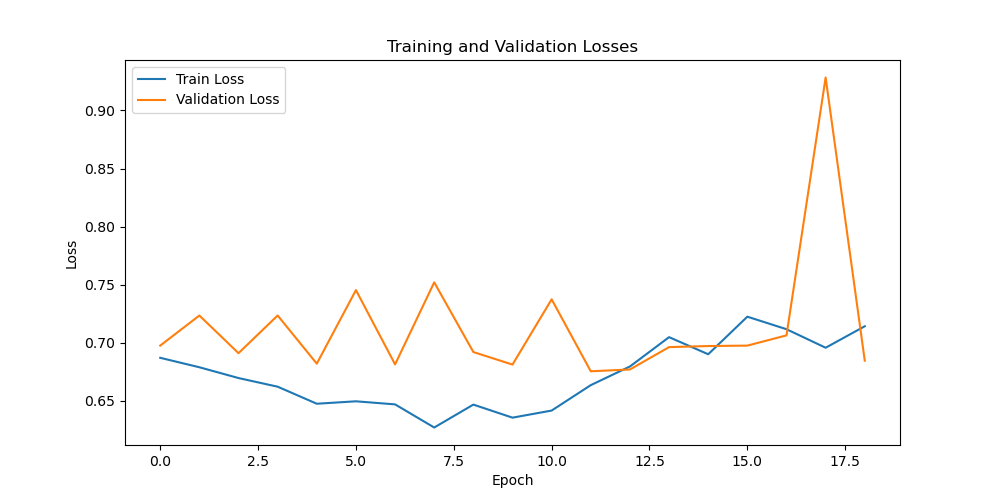 Training and Validation Losses
Train Loss
Validation Loss
0.90
0.85
0.80
0.75
0.70
0.65
Loss
0.0 2.5 5.0 7.5 10.0 12.5 15.0 17.5
Epoch